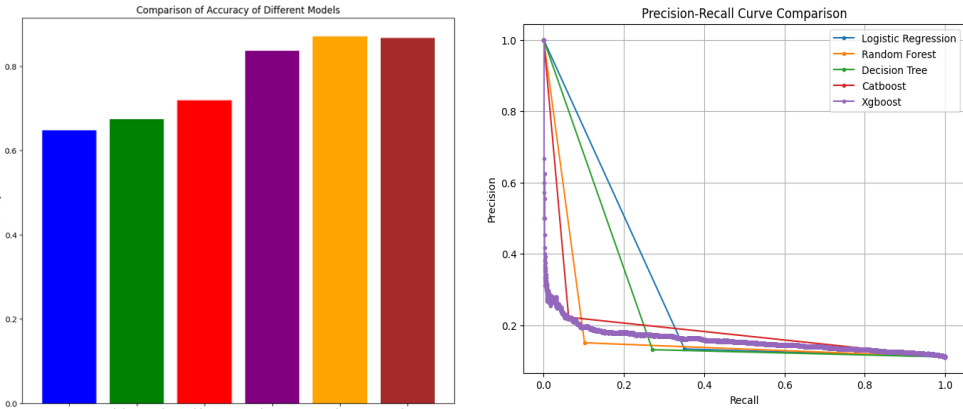 Comparison of Accuracy of Different Models
0.8
0.6
0.4
0.2
0.0
Precision-Recall Curve Comparison
1.0
0.8
0.6
0.4
0.2
Precision
Logistic Regression
Random Forest
Decision Tree
Catboost
Xgboost
0.0 0.2 0.4 0.6 0.8 1.0
Recall